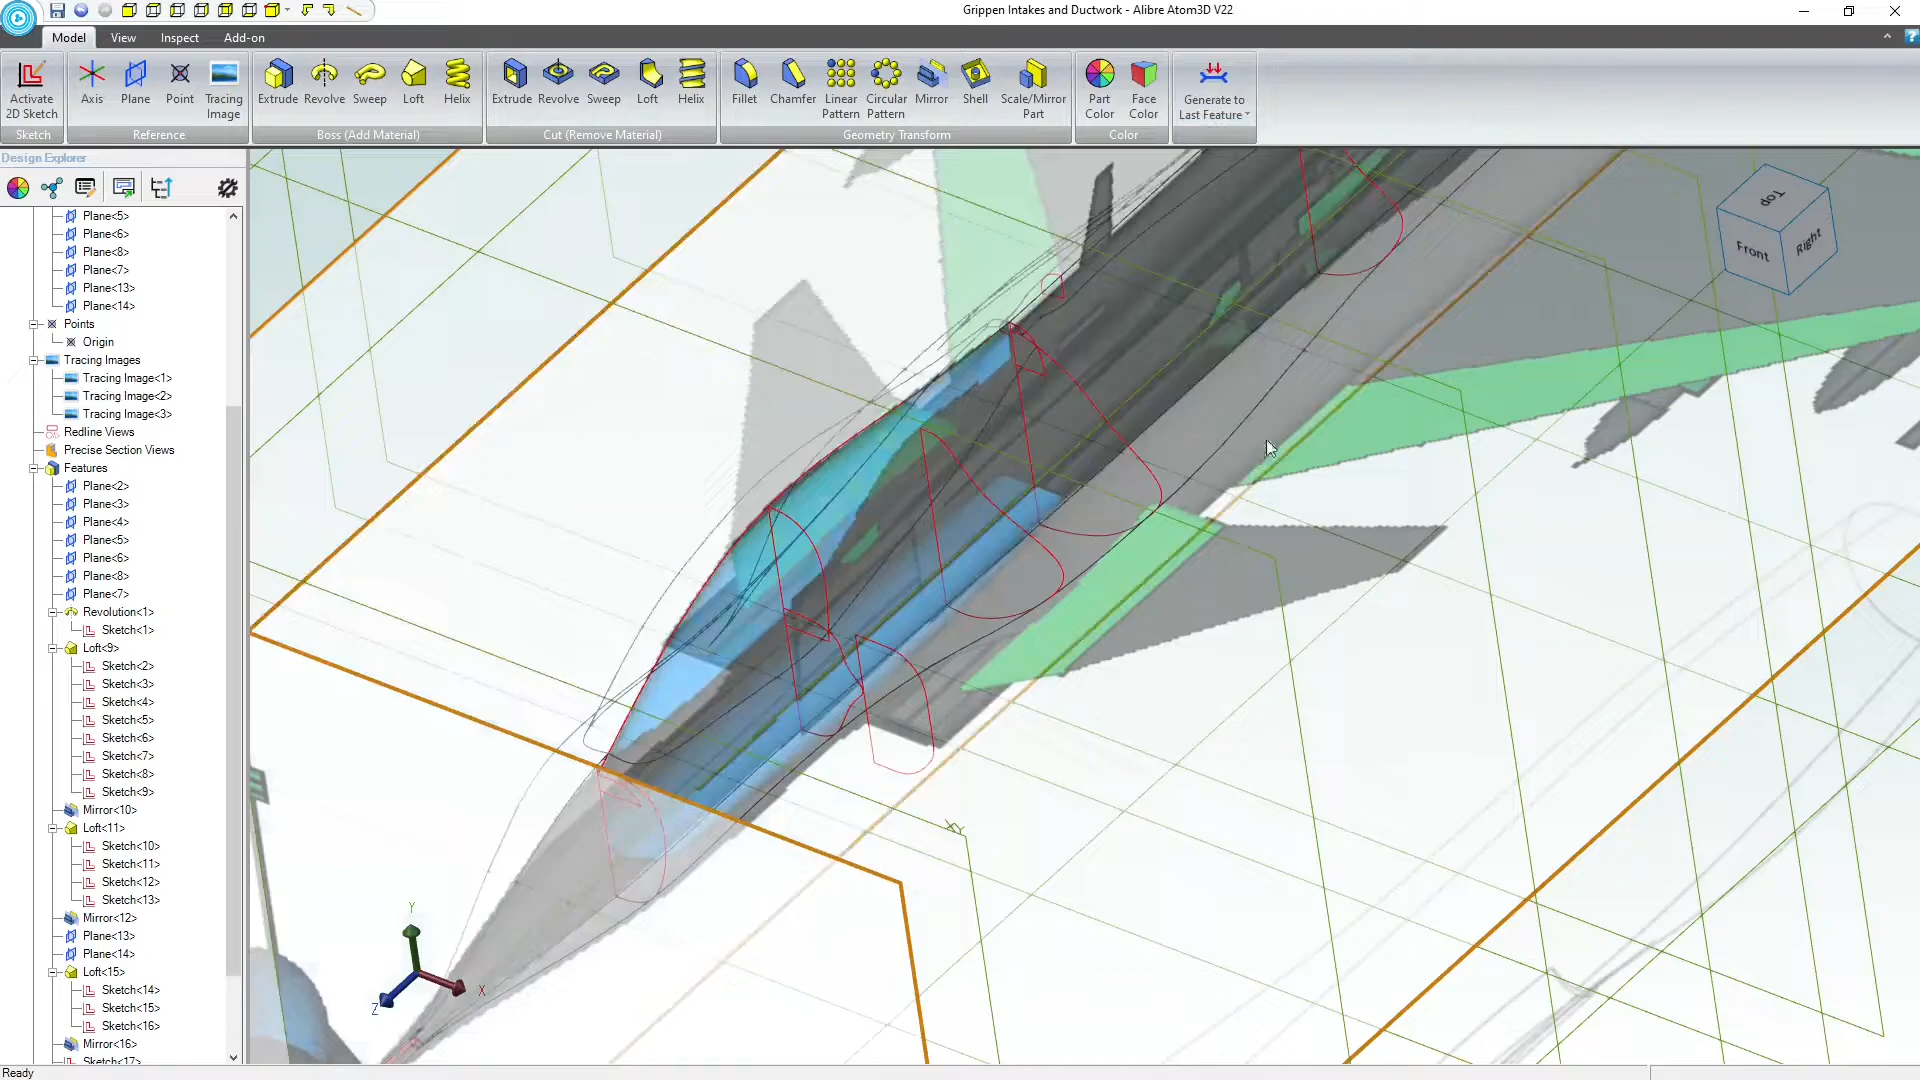 Grippen Intakes and Ductwork - Alibre Atom3D V22
Model View Inspect Add-on
Activate 2D Sketch
Axis Plane Point Tracing Image
Extrude Revolve Sweep Loft Helix
Extrude Revolve Sweep Loft Helix
Fillet Chamfer Linear Pattern Circular Pattern Mirror Shell Scale/Mirror Part
Part Color Face Color
Generate to Last Feature
Sketch Reference Boss (Add Material) Cut (Remove Material) Geometry Transform Color
Design Explorer
Plane<5>
Plane<6>
Plane<8>
Plane<7>
Plane<13>
Plane<14>
Points
Origin
Tracing Images
Tracing Image<1>
Tracing Image<2>
Tracing Image<3>
Redline Views
Precise Section Views
Features
Plane<2>
Plane<3>
Plane<4>
Plane<5>
Plane<6>
Plane<8>
Plane<7>
Revolution<1>
Sketch<1>
Loft<9>
Sketch<2>
Sketch<3>
Sketch<4>
Sketch<5>
Sketch<6>
Sketch<7>
Sketch<8>
Sketch<9>
Mirror<10>
Loft<11>
Sketch<10>
Sketch<11>
Sketch<12>
Sketch<13>
Mirror<12>
Plane<13>
Plane<14>
Loft<15>
Sketch<14>
Sketch<15>
Sketch<16>
Mirror<16>
Sketch<17>
Top
Front Right
XY
Y
X
Z
Ready